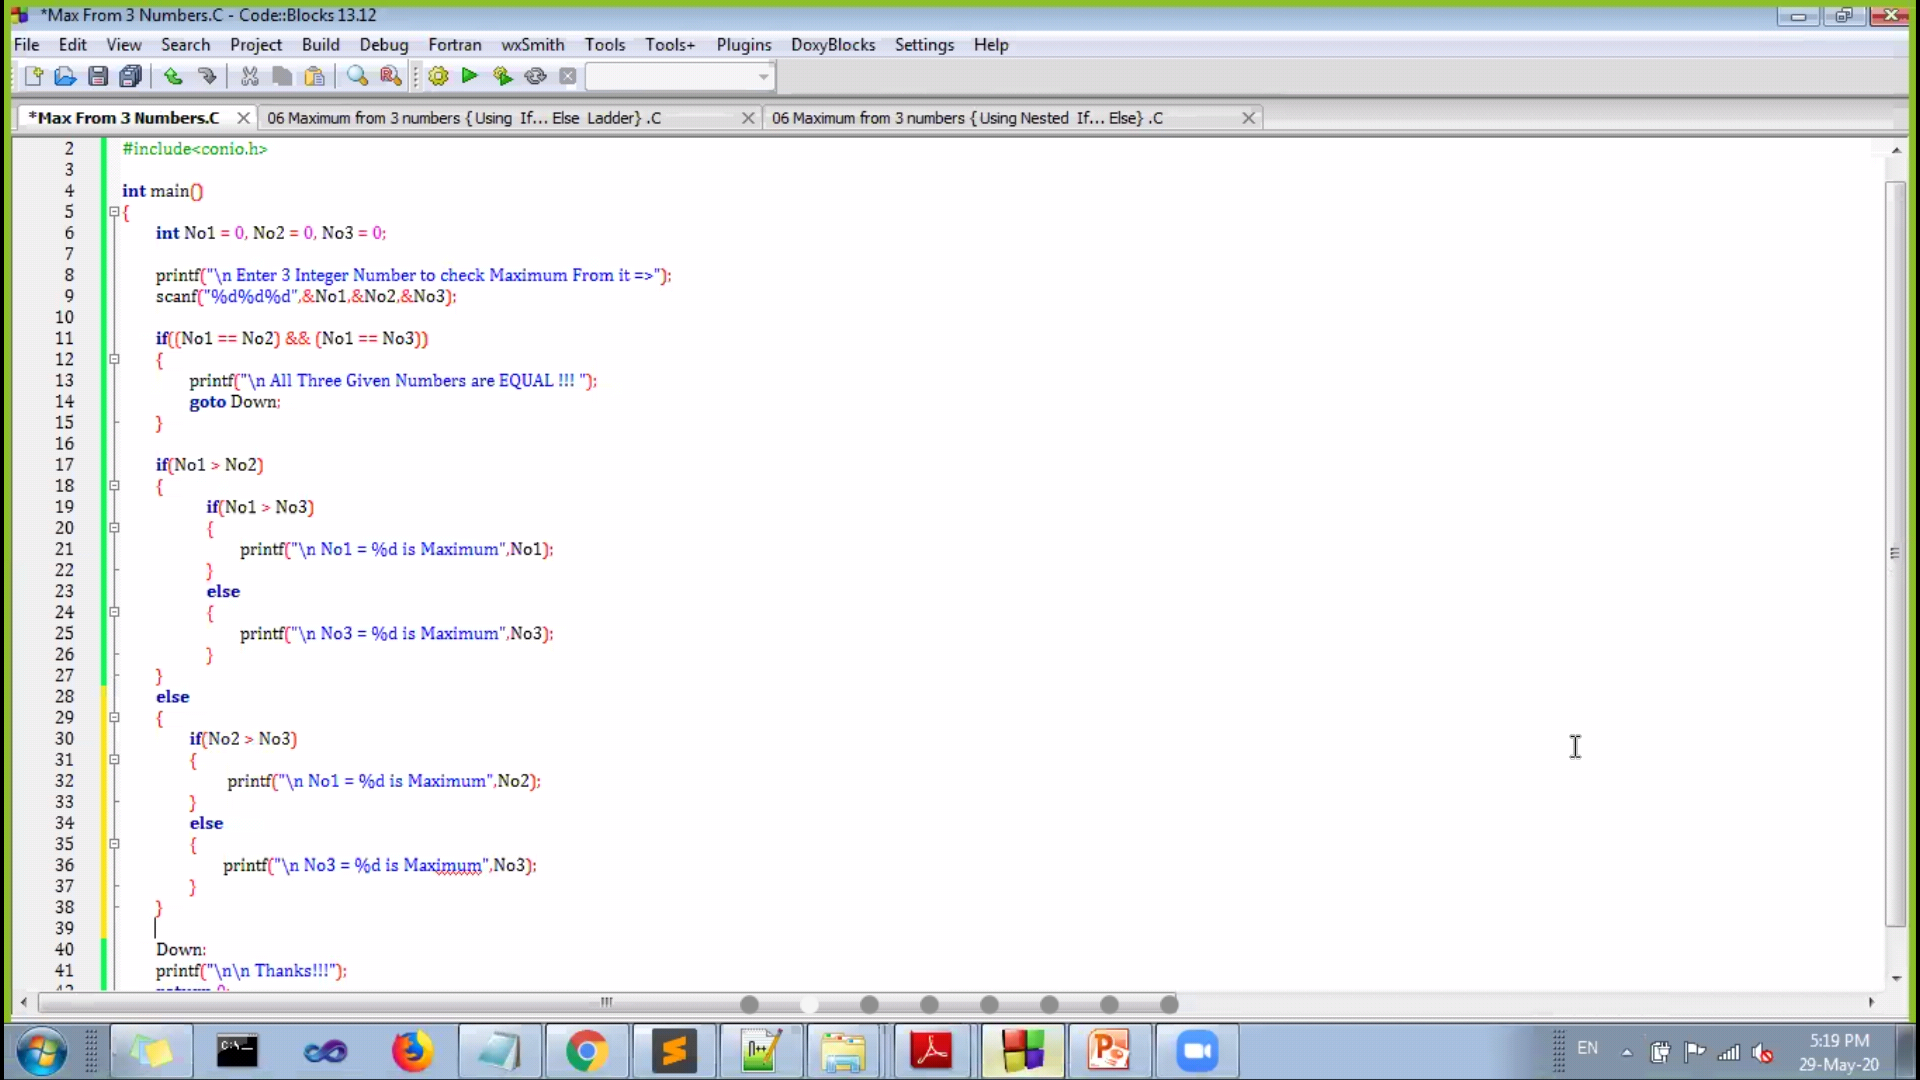 *Max From 3 Numbers.C - Code::Blocks 13.12
File Edit View Search Project Build Debug Fortran wxSmith Tools Tools+ Plugins DoxyBlocks Settings Help
*Max From 3 Numbers.C 06 Maximum from 3 numbers {Using If... Else Ladder} .C 06 Maximum from 3 numbers {Using Nested If... Else} .C
2 #include<conio.h>
3
4 int main()
5 {
6 int No1 = 0, No2 = 0, No3 = 0;
7
8 printf("\n Enter 3 Integer Number to check Maximum From it =>");
9 scanf("%d%d%d",&No1,&No2,&No3);
10
11 if((No1 == No2) && (No1 == No3))
12 {
13 printf("\n All Three Given Numbers are EQUAL !!! ");
14 goto Down;
15 }
16
17 if(No1 > No2)
18 {
19 if(No1 > No3)
20 {
21 printf("\n No1 = %d is Maximum",No1);
22 }
23 else
24 {
25 printf("\n No3 = %d is Maximum",No3);
26 }
27 }
28 else
29 {
30 if(No2 > No3)
31 {
32 printf("\n No1 = %d is Maximum",No2);
33 }
34 else
35 {
36 printf("\n No3 = %d is Maximum",No3);
37 }
38 }
39
40 Down:
41 printf("\n\n Thanks!!!");
42 return 0;
EN
5:19 PM
29-May-20